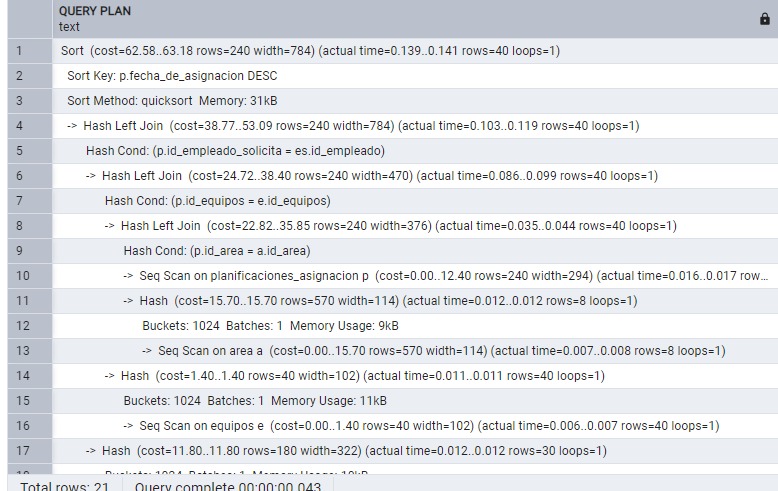 QUERY PLAN
text
1 Sort (cost=62.58..63.18 rows=240 width=784) (actual time=0.139..0.141 rows=40 loops=1)
2 Sort Key: p.fecha_de_asignacion DESC
3 Sort Method: quicksort Memory: 31kB
4 -> Hash Left Join (cost=38.77..53.09 rows=240 width=784) (actual time=0.103..0.119 rows=40 loops=1)
5 Hash Cond: (p.id_empleado_solicita = es.id_empleado)
6 -> Hash Left Join (cost=24.72..38.40 rows=240 width=470) (actual time=0.086..0.099 rows=40 loops=1)
7 Hash Cond: (p.id_equipos = e.id_equipos)
8 -> Hash Left Join (cost=22.82..35.85 rows=240 width=376) (actual time=0.035..0.044 rows=40 loops=1)
9 Hash Cond: (p.id_area = a.id_area)
10 -> Seq Scan on planificaciones_asignacion p (cost=0.00..12.40 rows=240 width=294) (actual time=0.016..0.017 row...
11 -> Hash (cost=15.70..15.70 rows=570 width=114) (actual time=0.012..0.012 rows=8 loops=1)
12 Buckets: 1024 Batches: 1 Memory Usage: 9kB
13 -> Seq Scan on area a (cost=0.00..15.70 rows=570 width=114) (actual time=0.007..0.008 rows=8 loops=1)
14 -> Hash (cost=1.40..1.40 rows=40 width=102) (actual time=0.011..0.011 rows=40 loops=1)
15 Buckets: 1024 Batches: 1 Memory Usage: 11kB
16 -> Seq Scan on equipos e (cost=0.00..1.40 rows=40 width=102) (actual time=0.006..0.007 rows=40 loops=1)
17 -> Hash (cost=11.80..11.80 rows=180 width=322) (actual time=0.012..0.012 rows=30 loops=1)
Total rows: 21 Query complete 00:00:00.043